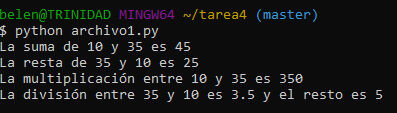 belen@TRINIDAD MINGW64 ~/tarea4 (master)
$ python archivo1.py
La suma de 10 y 35 es 45
La resta de 35 y 10 es 25
La multiplicación entre 10 y 35 es 350
La división entre 35 y 10 es 3.5 y el resto es 5